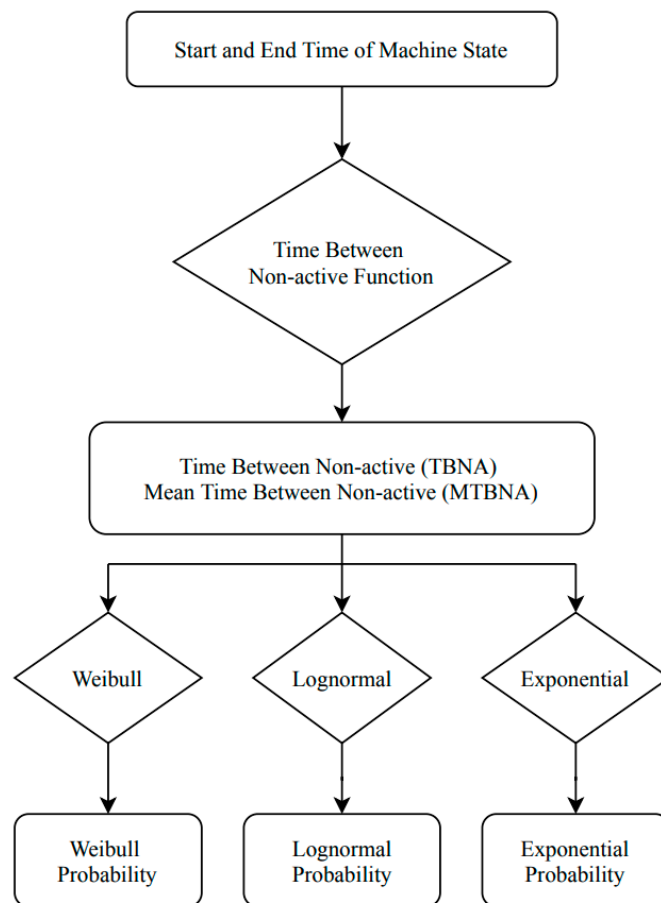 Start and End Time of Machine State
Time Between
Non-active Function
Time Between Non-active (TBNA)
Mean Time Between Non-active (MTBNA)
Weibull
Lognormal
Exponential
Weibull
Probability
Lognormal
Probability
Exponential
Probability